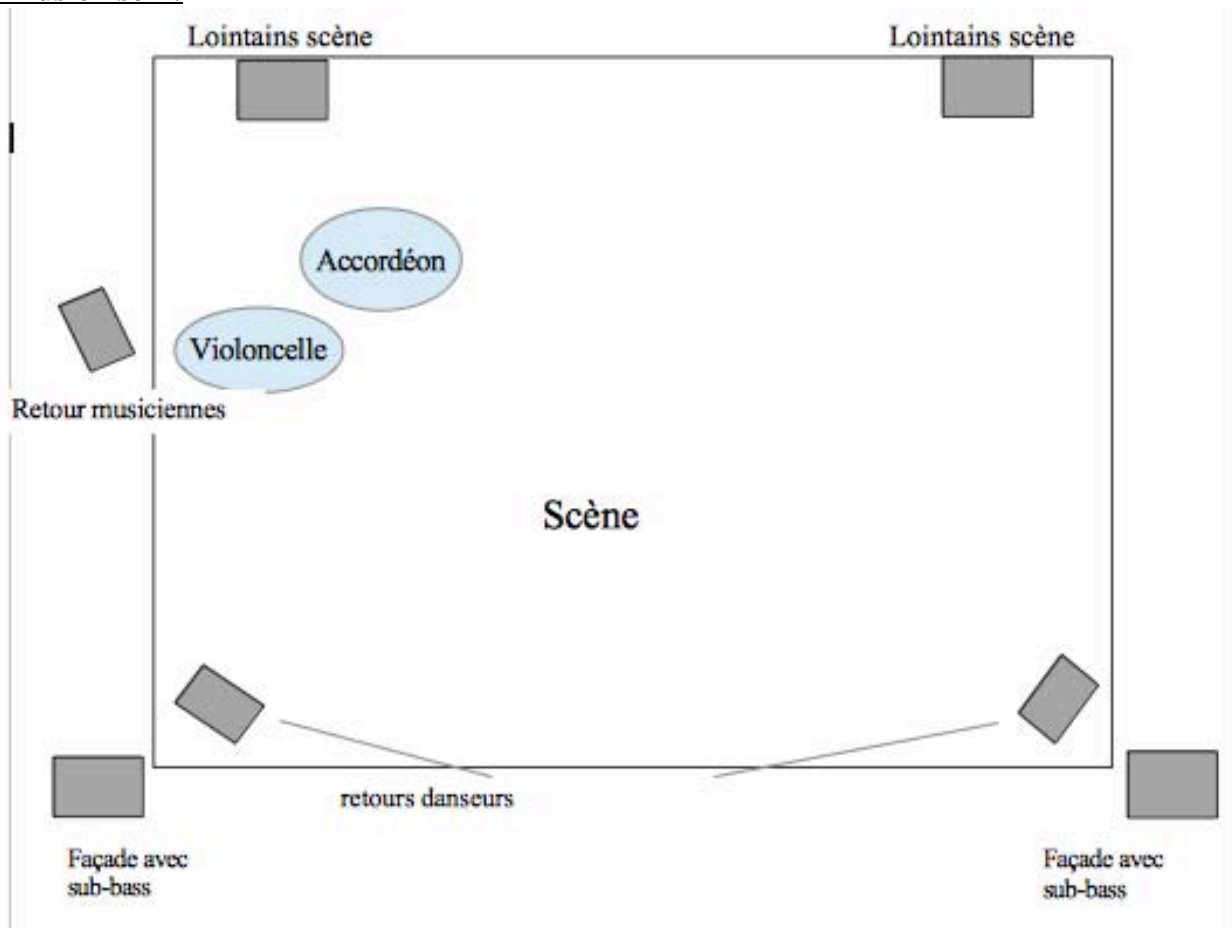 Lointains scène
Lointains scène
Accordéon
Violoncelle
Retour musiciennes
Scène
retours danseurs
Façade avec
sub-bass
Façade avec
sub-bass